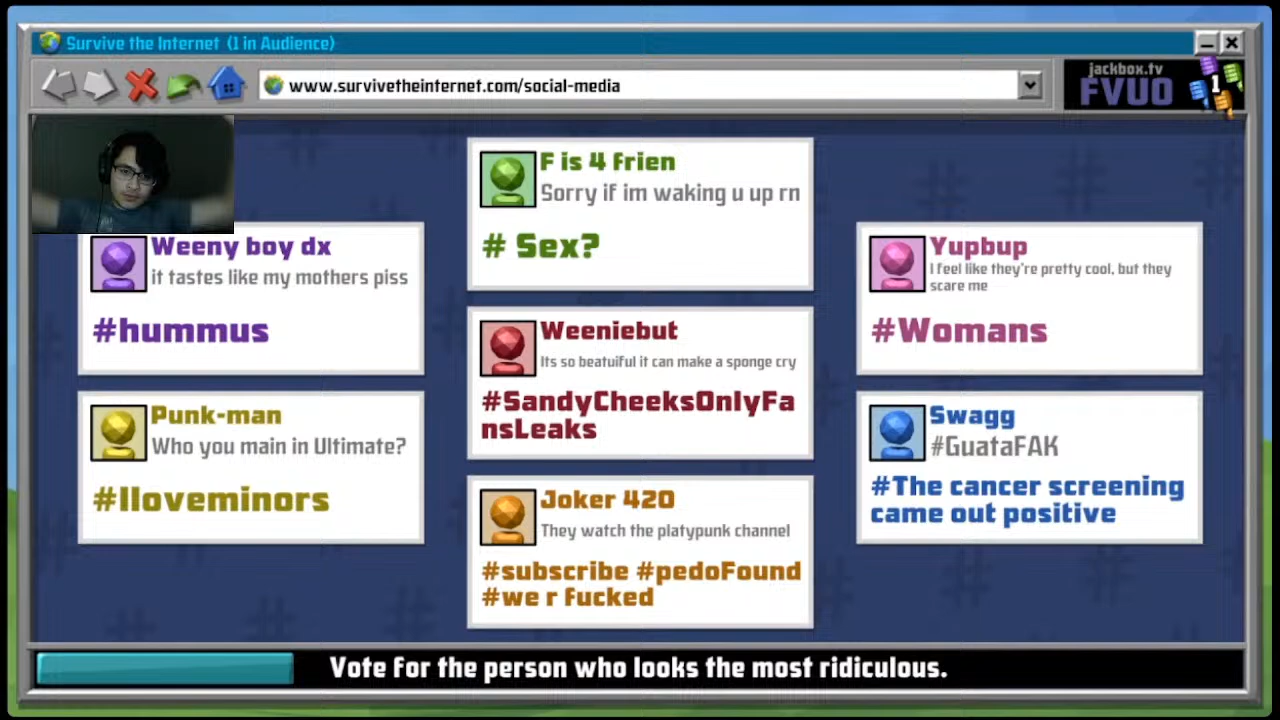 Survive the Internet (1 in Audience)
www.survivetheinternet.com/social-media
jackbox.tv
FVUO
1
Weeny boy dx
it tastes like my mothers piss
#hummus
Punk-man
Who you main in Ultimate?
#Iloveminors
F is 4 frien
Sorry if im waking u up rn
# Sex?
Weeniebut
Its so beatuiful it can make a sponge cry
#SandyCheeksOnlyFa
nsLeaks
Joker 420
They watch the platypunk channel
#subscribe #pedoFound
#we r fucked
Yupbup
I feel like they're pretty cool, but they
scare me
#Womans
Swagg
#GuataFAK
#The cancer screening
came out positive
Vote for the person who looks the most ridiculous.